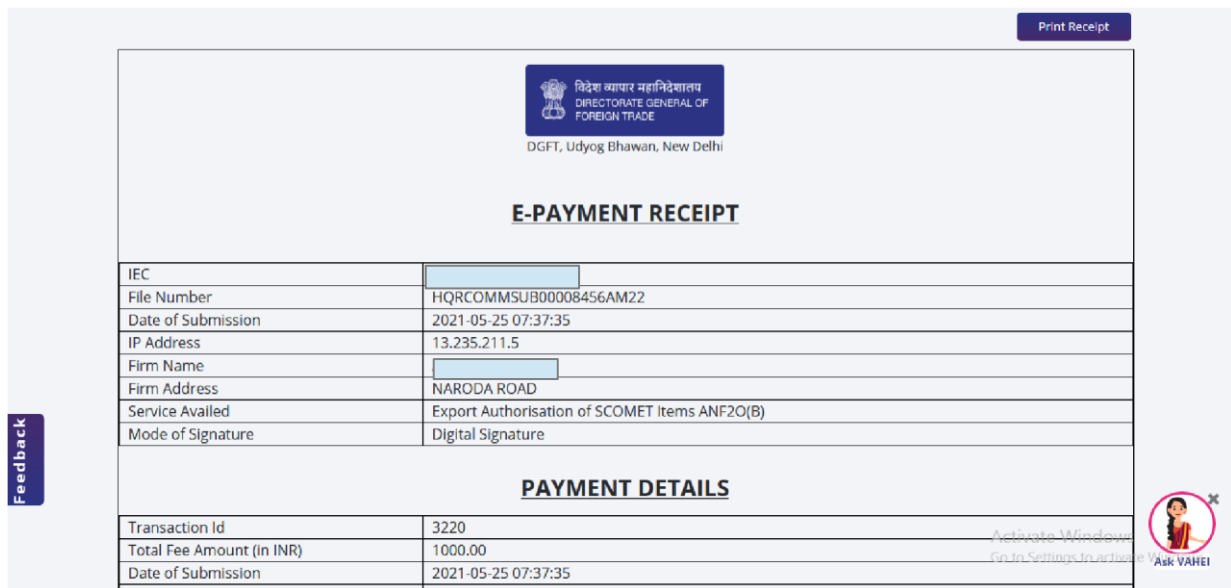 Print Receipt
विदेश व्यापार महानिदेशालय
DIRECTORATE GENERAL OF
FOREIGN TRADE
DGFT, Udyog Bhawan, New Delhi
E-PAYMENT RECEIPT
IEC
File Number HQRCOMMSUB00008456AM22
Date of Submission 2021-05-25 07:37:35
IP Address 13.235.211.5
Firm Name
Firm Address NARODA ROAD
Service Availed Export Authorisation of SCOMET Items ANF2O(B)
Mode of Signature Digital Signature
Feedback
PAYMENT DETAILS
Transaction Id 3220
Total Fee Amount (in INR) 1000.00
Date of Submission 2021-05-25 07:37:35
Activate Windows
Go to Settings to activate
Ask VAHEI